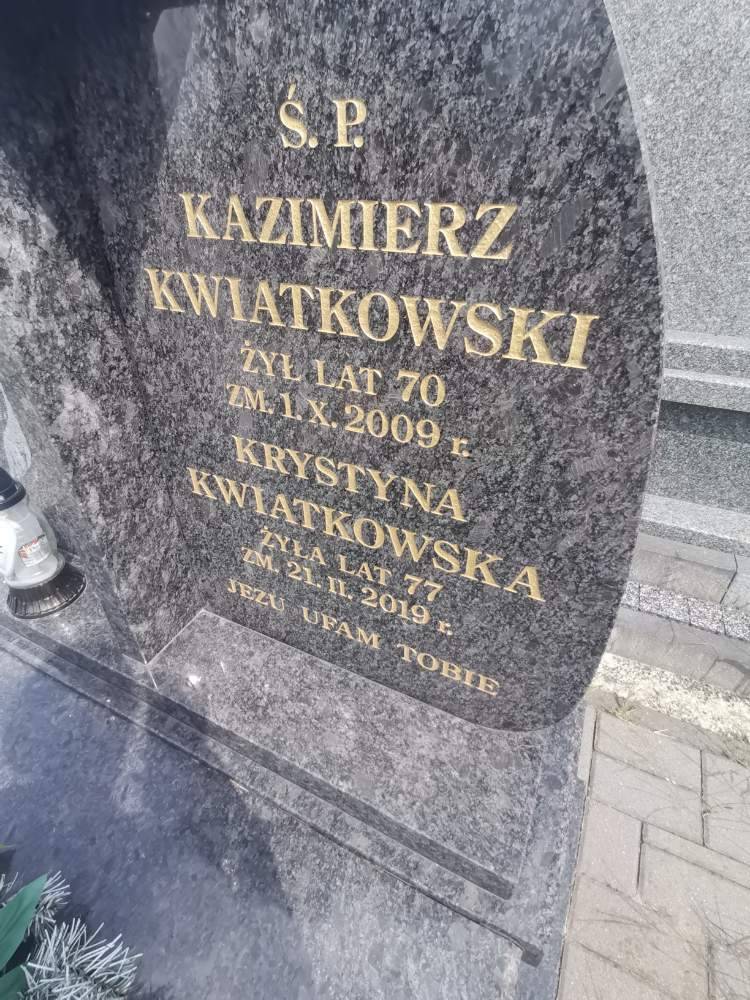 Ś. P.
KAZIMIERZ
KWIATKOWSKI
ŻYŁ LAT 70
ZM. 1. X. 2009 r.
KRYSTYNA
KWIATKOWSKA
ŻYŁA LAT 77
ZM. 21. II. 2019 r.
JEZU UFAM TOBIE